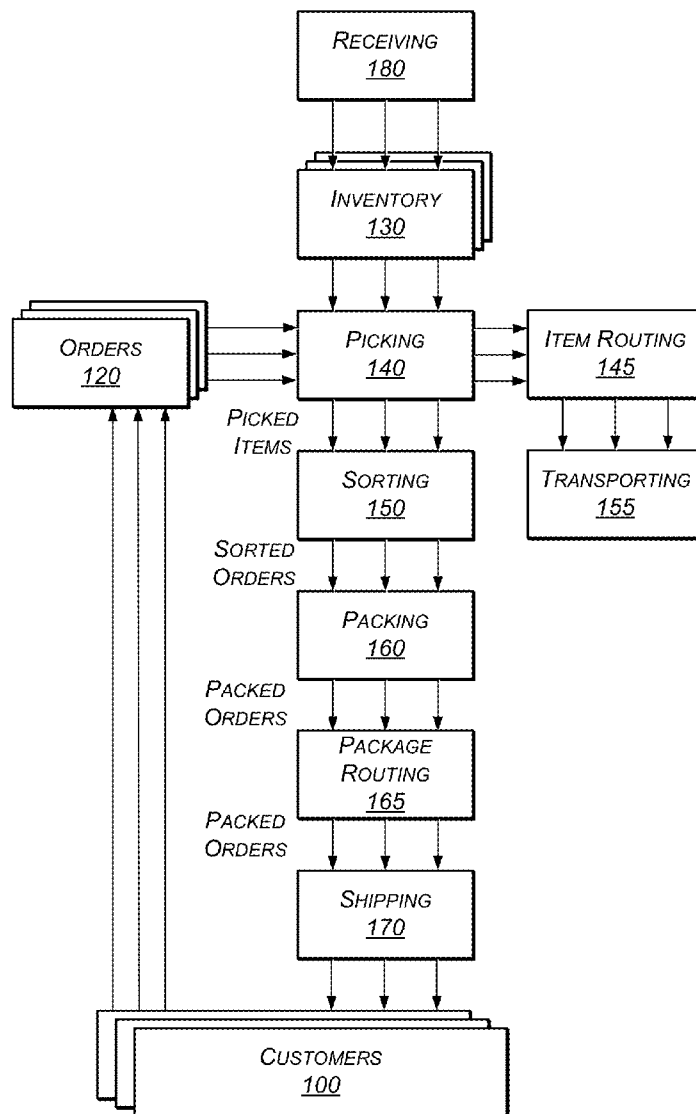 RECEIVING
180
INVENTORY
130
ORDERS
120
PICKING
140
ITEM ROUTING
145
PICKED
ITEMS
SORTING
150
TRANSPORTING
155
SORTED
ORDERS
PACKING
160
PACKED
ORDERS
PACKAGE
ROUTING
165
PACKED
ORDERS
SHIPPING
170
CUSTOMERS
100